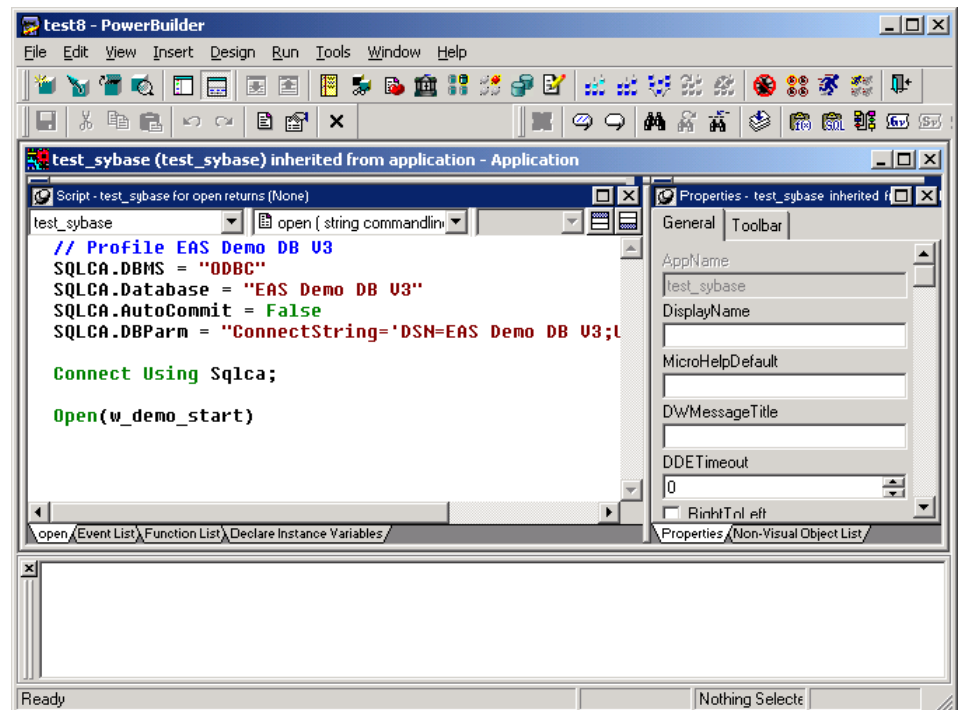 test8 - PowerBuilder
File Edit View Insert Design Run Tools Window Help
test_sybase (test_sybase) inherited from application - Application
Script - test_sybase for open returns (None)
test_sybase open ( string commandlin
// Profile EAS Demo DB V3
SQLCA.DBMS = "ODBC"
SQLCA.Database = "EAS Demo DB V3"
SQLCA.AutoCommit = False
SQLCA.DBParm = "ConnectString='DSN=EAS Demo DB V3;U
Connect Using Sqlca;
Open(w_demo_start)
open Event List Function List Declare Instance Variables
Properties - test_sybase inherited
General Toolbar
AppName
test_sybase
DisplayName
MicroHelpDefault
DWMessageTitle
DDETimeout
0
RightToLeft
Properties Non-Visual Object List
Ready Nothing Selecte